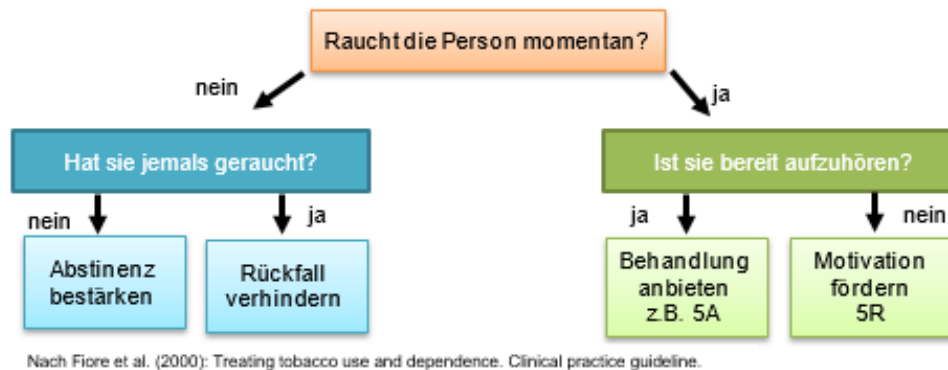 Raucht die Person momentan?
nein
ja
Hat sie jemals geraucht?
Ist sie bereit aufzuhören?
nein
ja
ja
nein
Abstinenz
bestärken
Rückfall
verhindern
Behandlung
anbieten
z.B. 5A
Motivation
fördern
5R
Nach Fiore et al. (2000): Treating tobacco use and dependence. Clinical practice guideline.